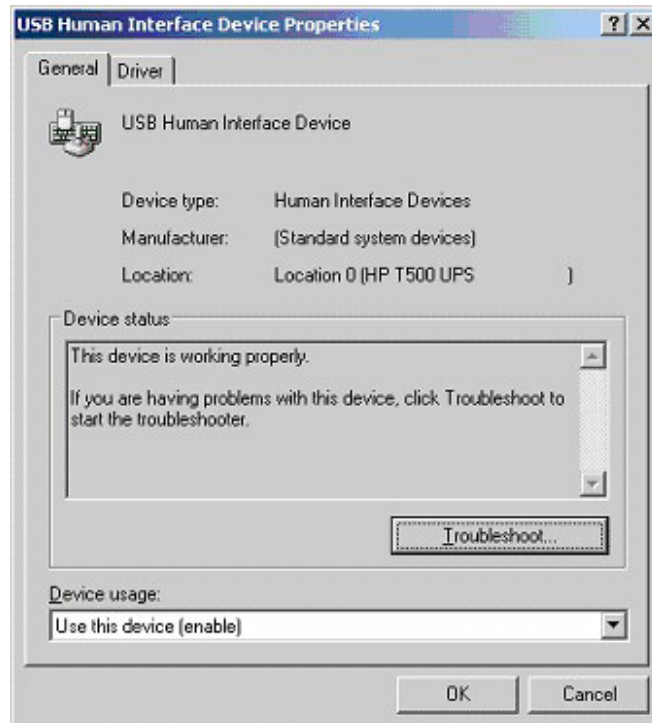 USB Human Interface Device Properties
General
Driver
USB Human Interface Device
Device type: Human Interface Devices
Manufacturer: (Standard system devices)
Location: Location 0 (HP T500 UPS )
Device status
This device is working properly.
If you are having problems with this device, click Troubleshoot to
start the troubleshooter.
Troubleshoot...
Device usage:
Use this device (enable)
OK
Cancel